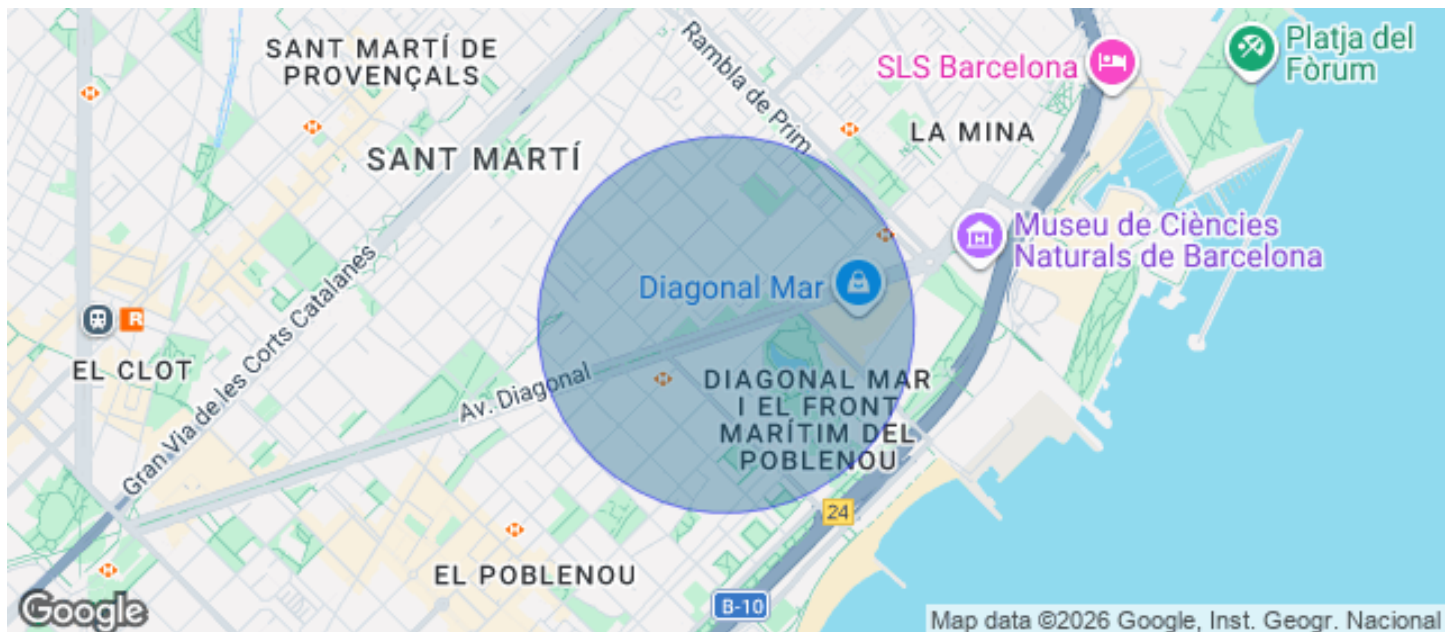 SANT MARTÍ DE
PROVENÇALS
Rambla de Prim
SLS Barcelona
Platja del
Fòrum
LA MINA
SANT MARTÍ
Museu de Ciències
Naturals de Barcelona
Diagonal Mar
Gran Via de les Corts Catalanes
R
EL CLOT
Av. Diagonal
DIAGONAL MAR
I EL FRONT
MARÍTIM DEL
POBLENOU
24
EL POBLENOU
B-10
Google
Map data ©2026 Google, Inst. Geogr. Nacional